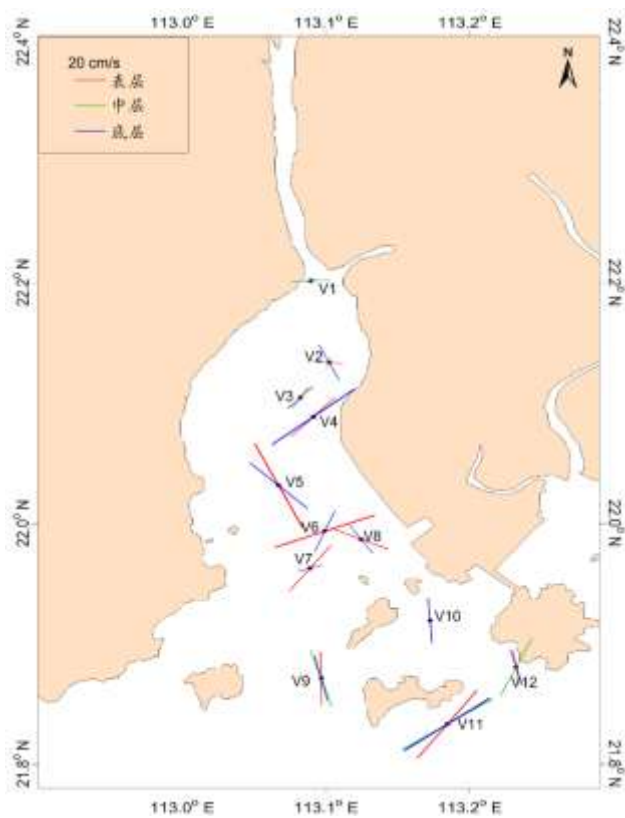 113.0° E 113.1° E 113.2° E
22.4° N 22.4° N
20 cm/s
表层
中层
底层
N
22.2° N 22.2° N
V1
V2
V3
V4
V5
V6
V8
22.0° N 22.0° N
V7
V10
V9
V12
V11
21.8° N 21.8° N
113.0° E 113.1° E 113.2° E